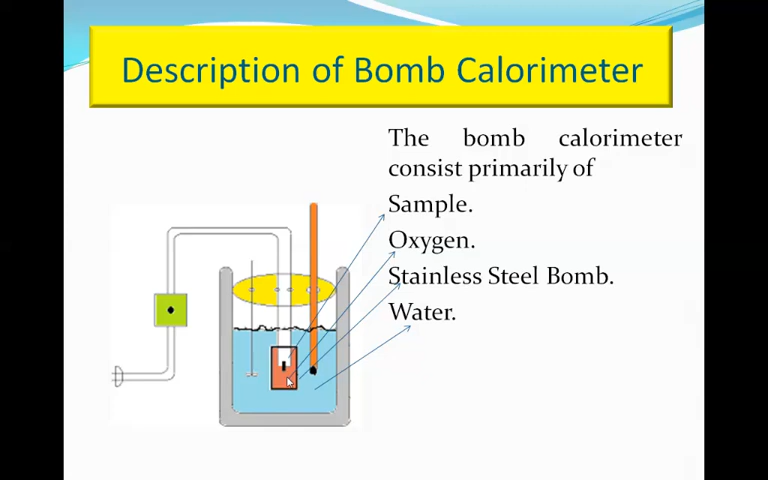 Description of Bomb Calorimeter
The bomb calorimeter
consist primarily of
Sample.
Oxygen.
Stainless Steel Bomb.
Water.